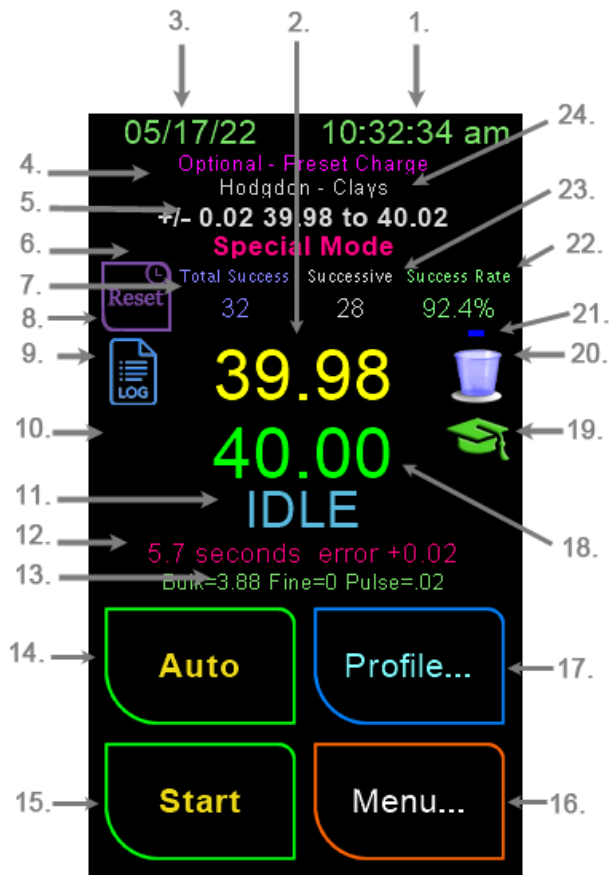 3. 2. 1.
05/17/22 10:32:34 am
24.
4. Optional - Preset Charge
Hodgdon - Clays
5. +/- 0.02 39.98 to 40.02
23.
6. Special Mode
22.
7. Total Success Successive Success Rate
8. Reset 32 28 92.4%
21.
9. LOG 39.98 20.
10. 40.00 19.
11. IDLE
18.
12. 5.7 seconds error +0.02
13. Bulk=3.88 Fine=0 Pulse=.02
14. Auto Profile... 17.
15. Start Menu... 16.